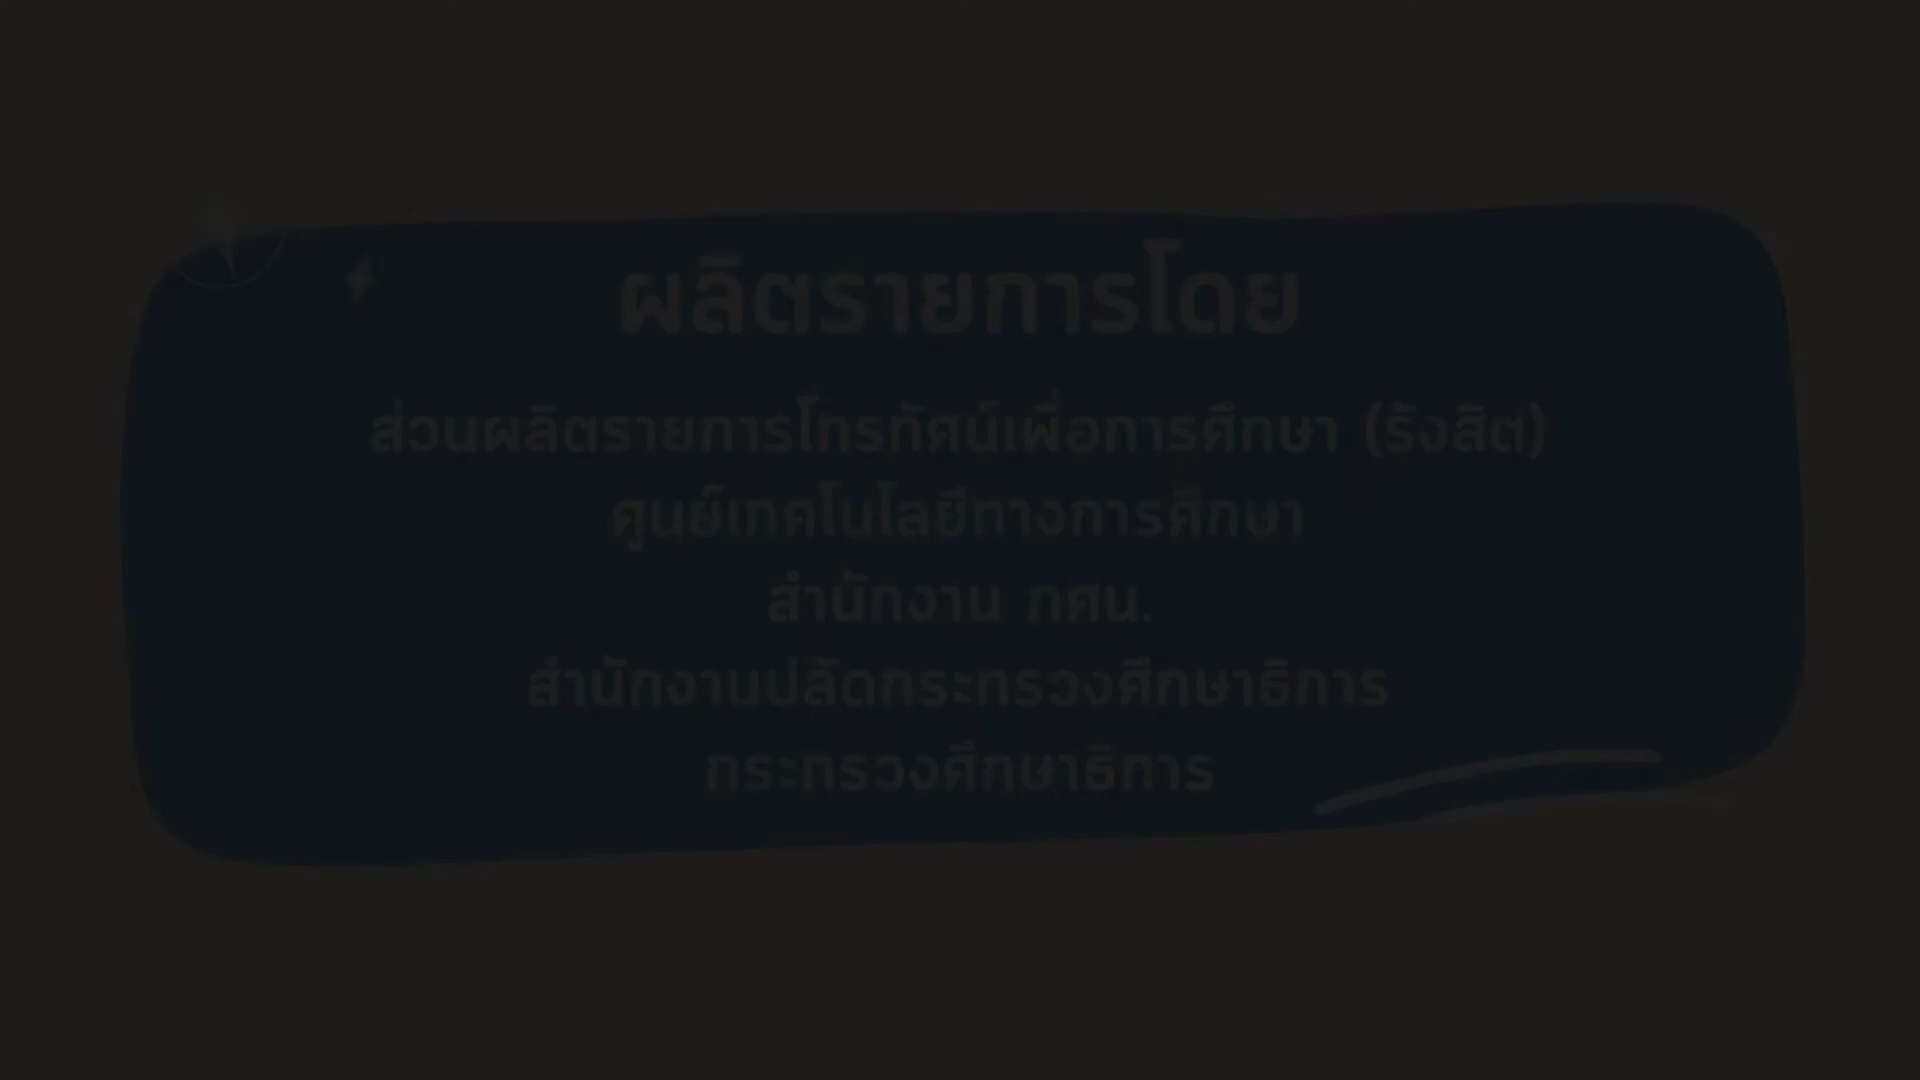 ผลิตรายการโดย
ส่วนผลิตรายการโทรทัศน์เพื่อการศึกษา (รังสิต)
ศูนย์เทคโนโลยีทางการศึกษา
สำนักงาน กศน.
สำนักงานปลัดกระทรวงศึกษาธิการ
กระทรวงศึกษาธิการ